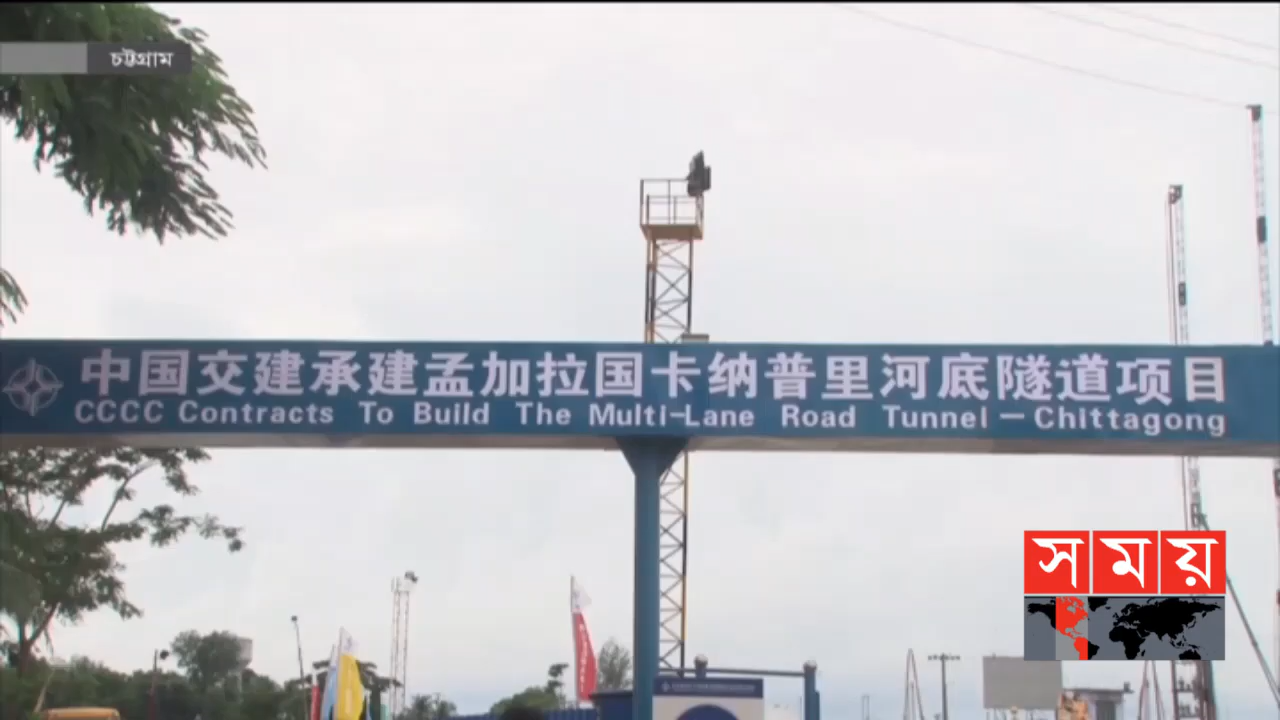 চট্টগ্রাম
中国交建承建孟加拉国卡纳普里河底隧道项目
CCCC Contracts To Build The Multi-Lane Road Tunnel-Chittagong
সময়